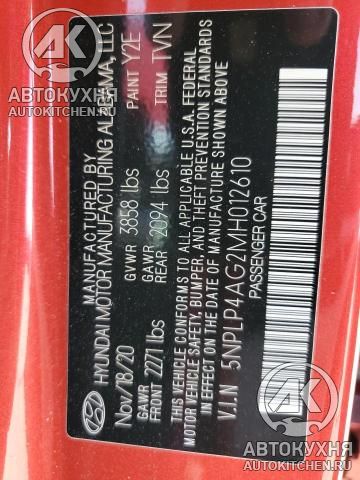 MANUFACTURED BY
HYUNDAI MOTOR MANUFACTURING ALABAMA, LLC
Nov/18/20 GVWR 3858 lbs PAINT Y2E
GAWR FRONT 2271 lbs GAWR REAR 2094 lbs TRIM TVN
THIS VEHICLE CONFORMS TO ALL APPLICABLE U.S.A. FEDERAL
MOTOR VEHICLE SAFETY, BUMPER, AND THEFT PREVENTION STANDARDS
IN EFFECT ON THE DATE OF MANUFACTURE SHOWN ABOVE
V.I.N 5NPLP4AG2MH012610
PASSENGER CAR
АВТОКУХНЯ
AUTOKITCHEN.RU
АВТОКУХНЯ
AUTOKITCHEN.RU